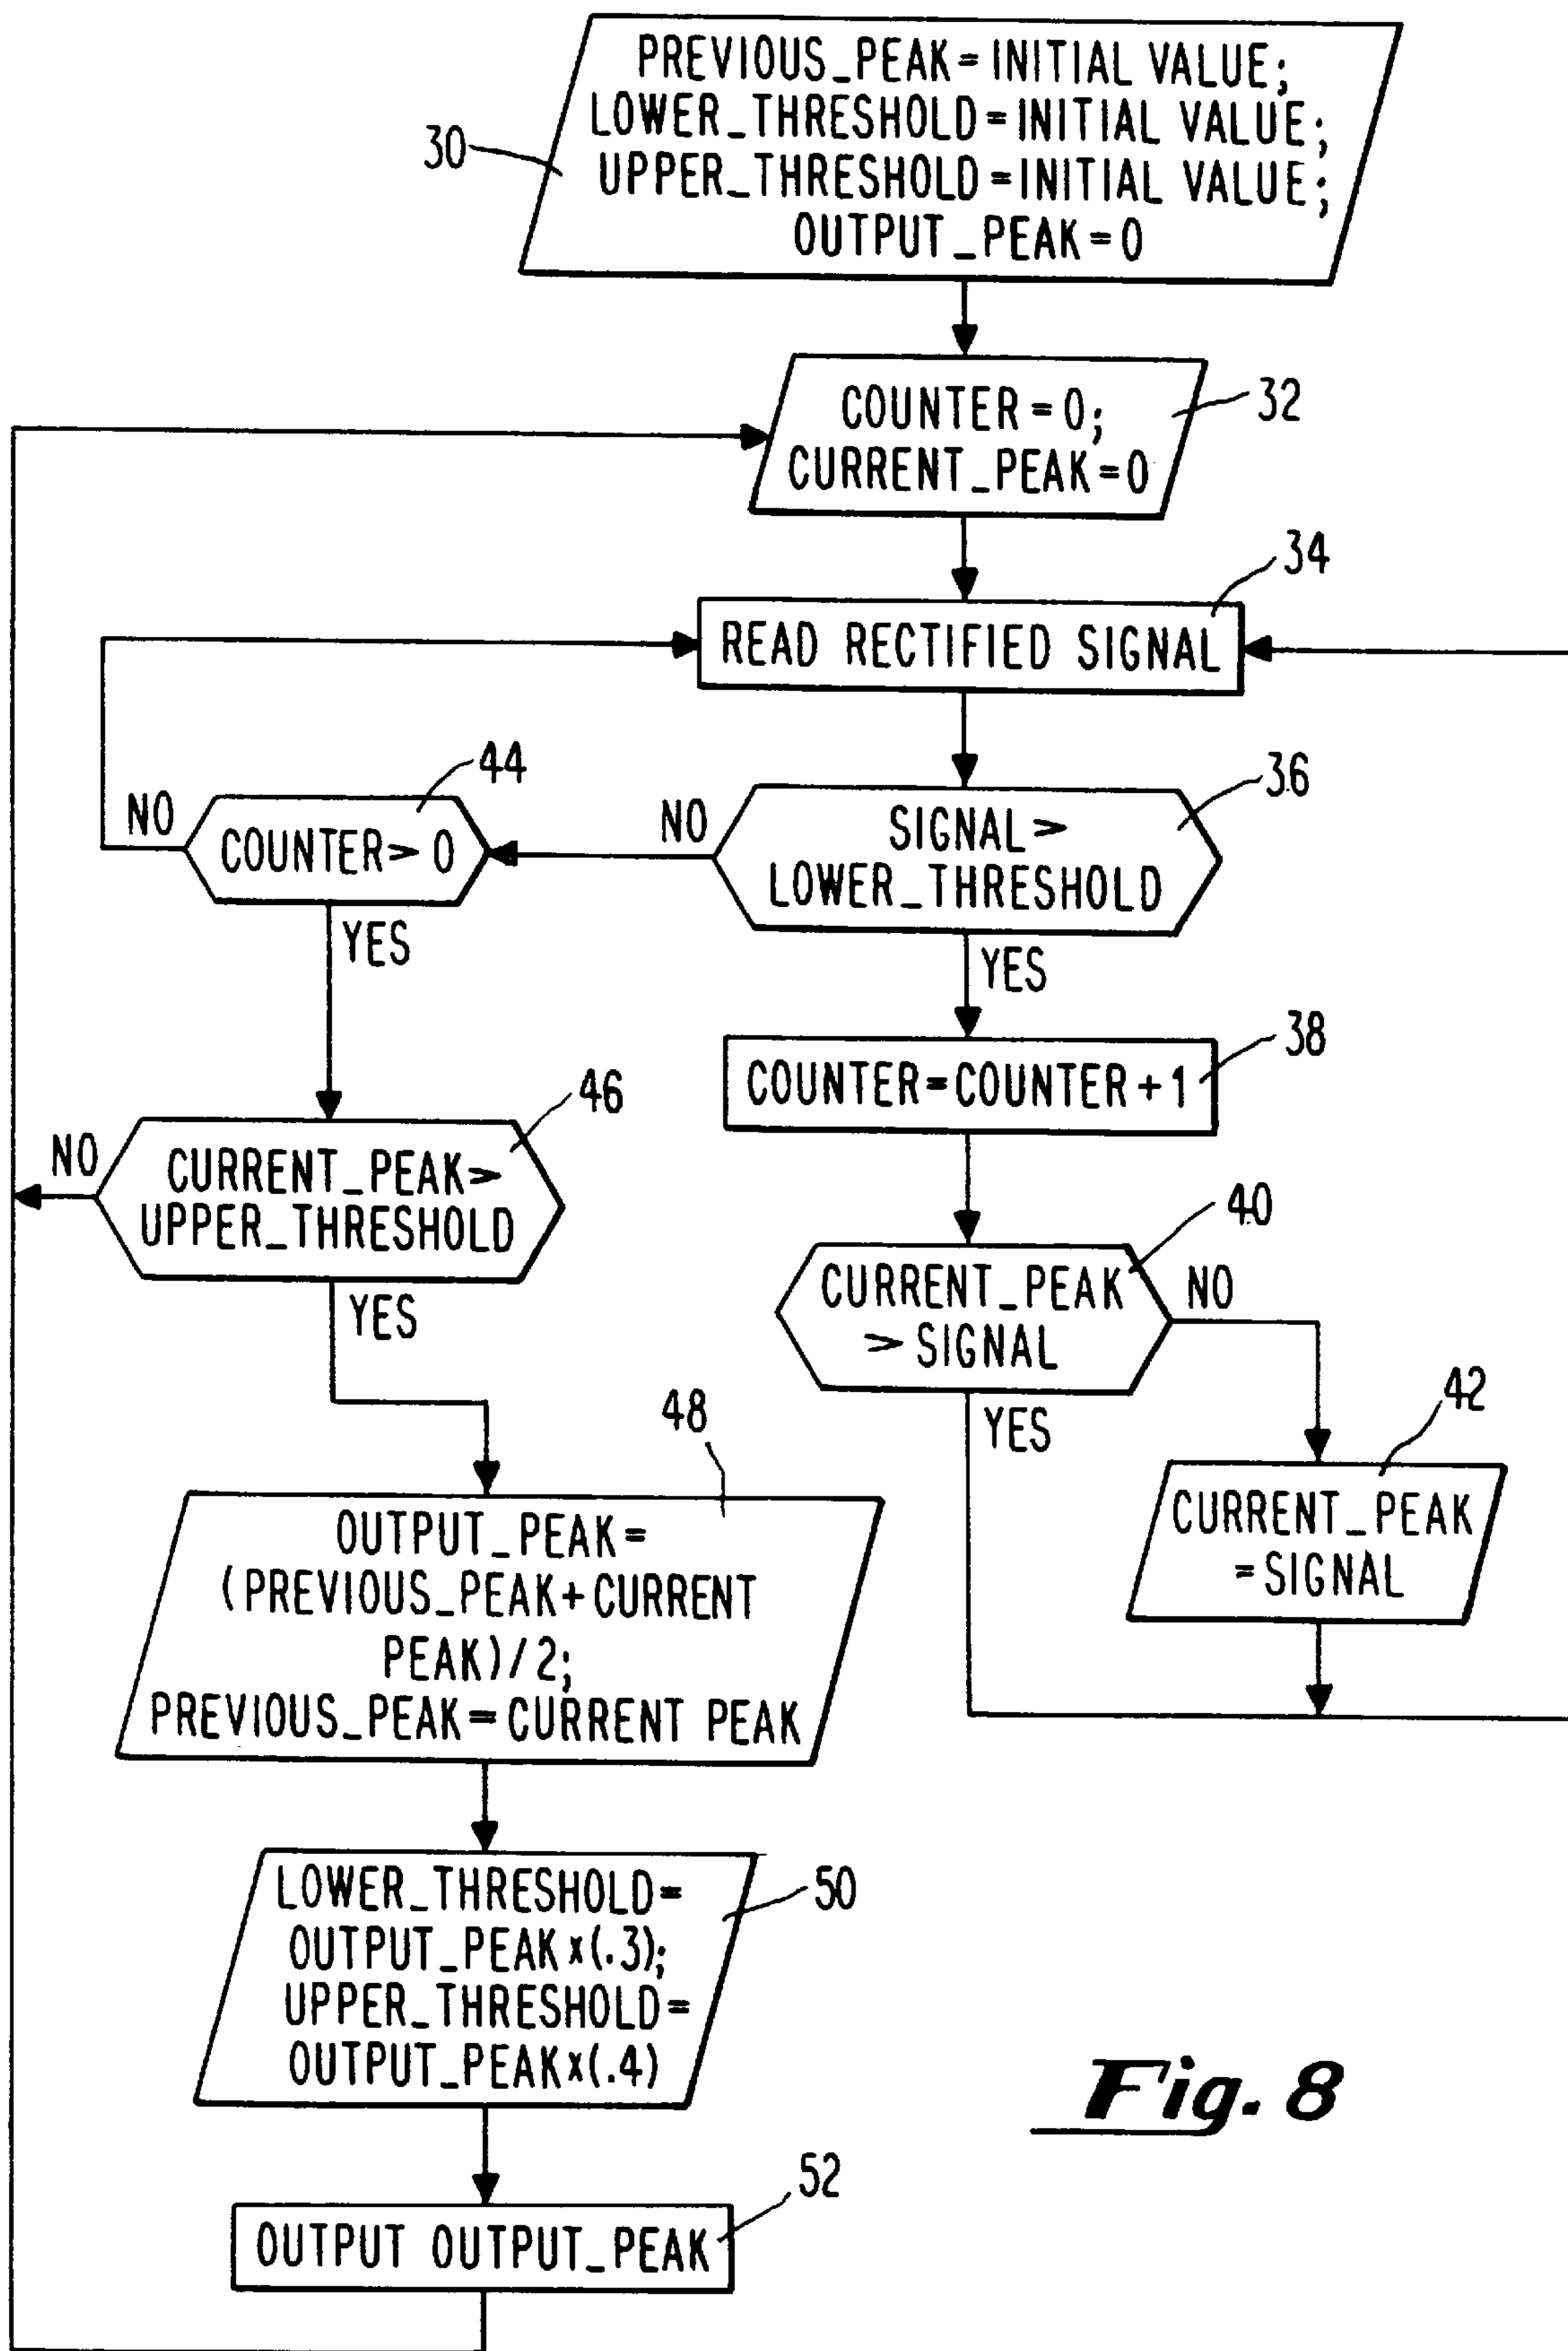 PREVIOUS_PEAK=INITIAL VALUE;
LOWER_THRESHOLD=INITIAL VALUE;
UPPER_THRESHOLD=INITIAL VALUE;
OUTPUT_PEAK=0
30
COUNTER=0;
CURRENT_PEAK=0
32
34
READ RECTIFIED SIGNAL
44
NO
COUNTER>0
YES
NO
36
SIGNAL>
LOWER_THRESHOLD
YES
38
COUNTER=COUNTER+1
46
NO
CURRENT_PEAK>
UPPER_THRESHOLD
YES
40
CURRENT_PEAK
>SIGNAL
NO
YES
42
CURRENT_PEAK
=SIGNAL
48
OUTPUT_PEAK=
(PREVIOUS_PEAK+CURRENT
PEAK)/2;
PREVIOUS_PEAK=CURRENT PEAK
50
LOWER_THRESHOLD=
OUTPUT_PEAKx(.3);
UPPER_THRESHOLD=
OUTPUT_PEAKx(.4)
52
OUTPUT OUTPUT_PEAK
Fig. 8